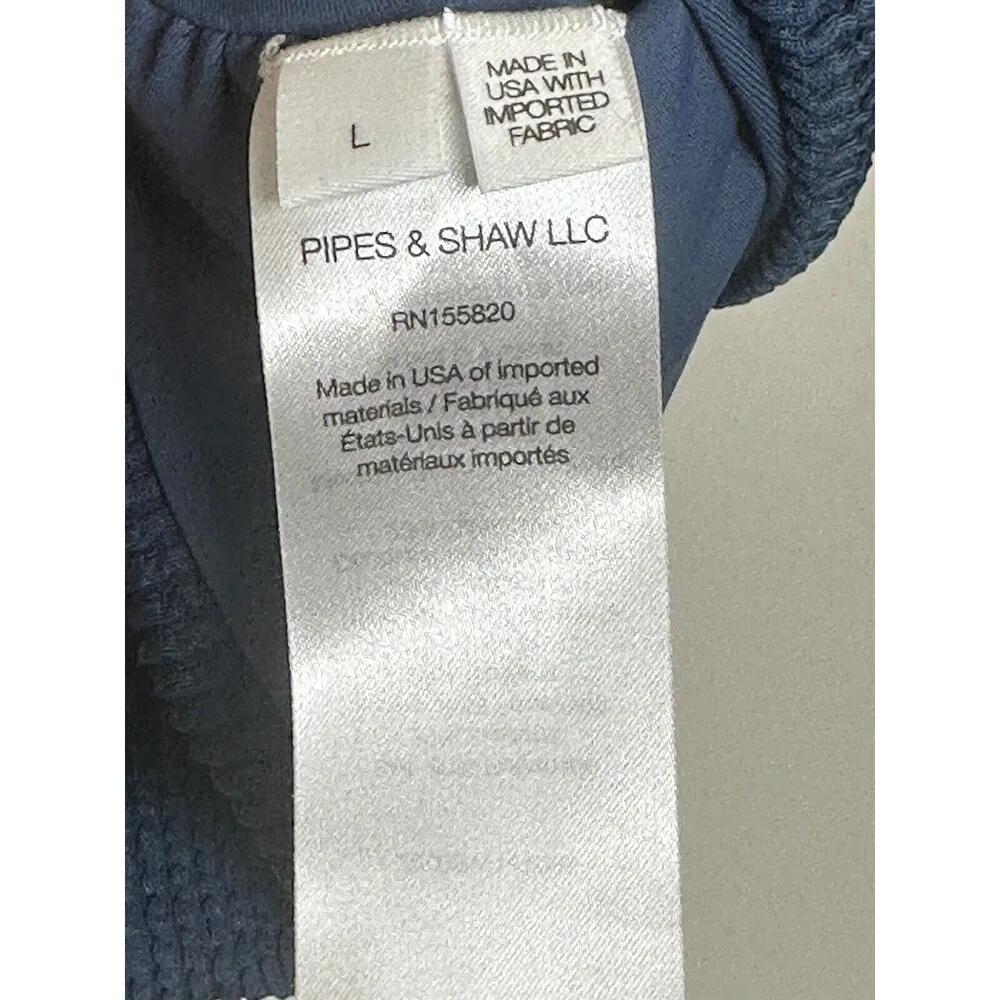 L
MADE IN
USA WITH
IMPORTED
FABRIC
PIPES & SHAW LLC
RN155820
Made in USA of imported
materials / Fabriqué aux
États-Unis à partir de
matériaux importés